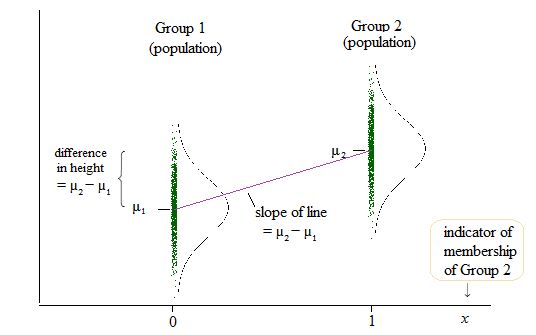 Group 1
(population)
Group 2
(population)
difference
in height
= μ₂ − μ₁
μ₁
μ₂
slope of line
= μ₂ − μ₁
indicator of
membership
of Group 2
0
1
x